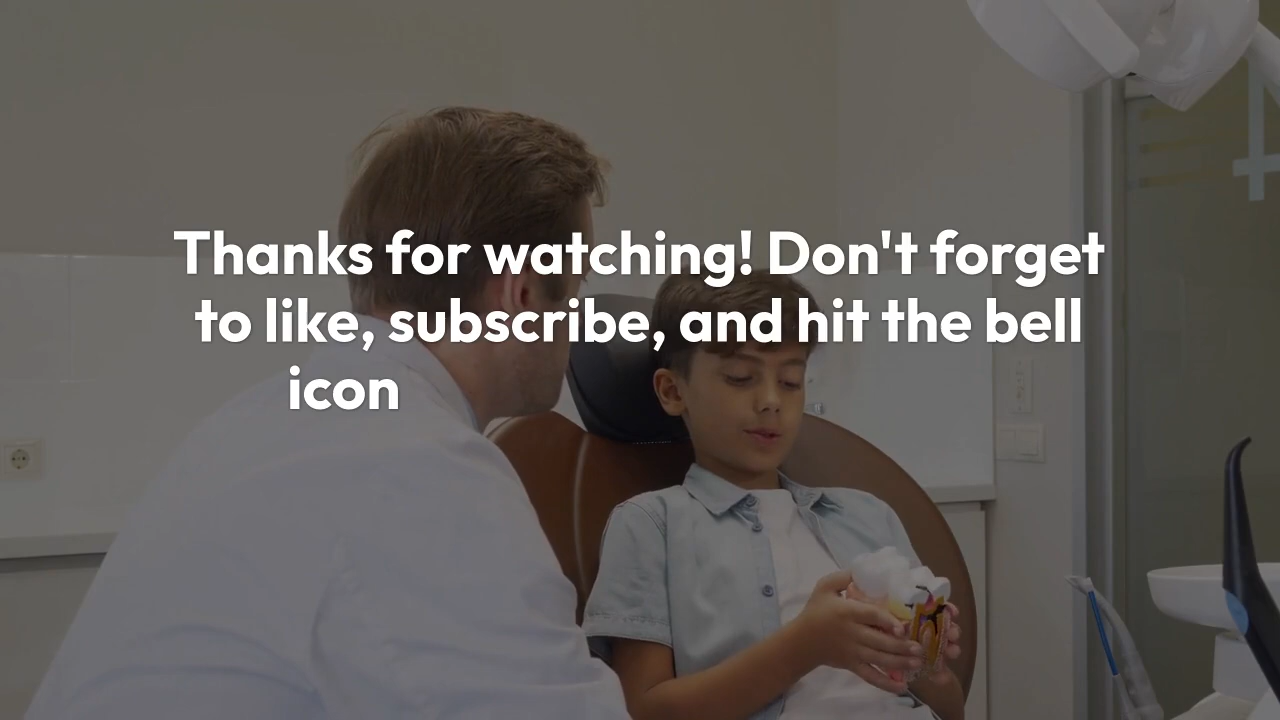 Thanks for watching! Don't forget
to like, subscribe, and hit the bell
icon